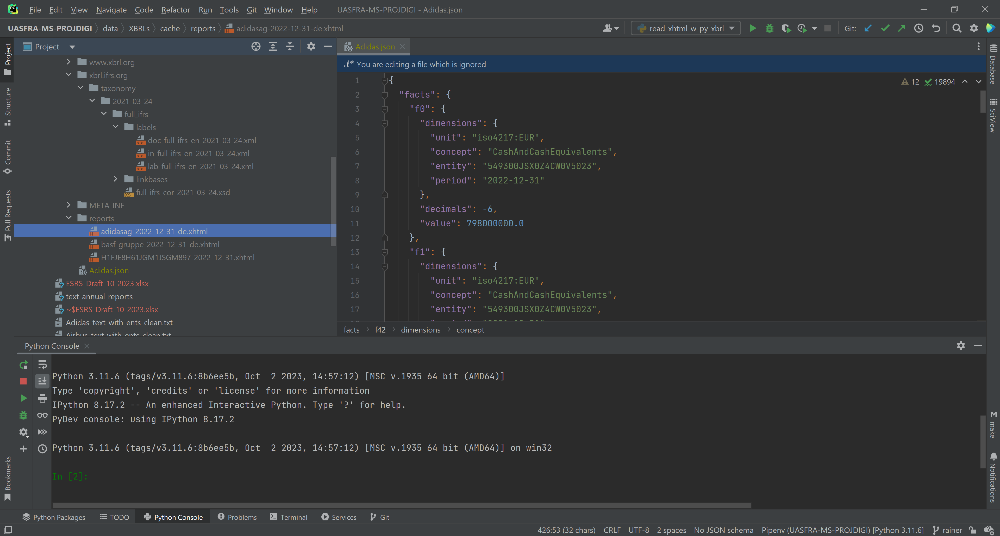 PC File Edit View Navigate Code Refactor Run Tools Git Window Help UASFRA-MS-PROJDIGI - Adidas.json
UASFRA-MS-PROJDIGI data XBRLs cache reports adidasag-2022-12-31-de.xhtml read_xhtml_w_py_xbrl Git:
Project
Structure
Commit
Pull Requests
Bookmarks
Project
www.xbrl.org
xbrl.ifrs.org
taxonomy
2021-03-24
full_ifrs
labels
doc_full_ifrs-en_2021-03-24.xml
in_full_ifrs-en_2021-03-24.xml
lab_full_ifrs-en_2021-03-24.xml
linkbases
full_ifrs-cor_2021-03-24.xsd
META-INF
reports
adidasag-2022-12-31-de.xhtml
basf-gruppe-2022-12-31-de.xhtml
H1FJE8H61JGM1JSGM897-2022-12-31.xhtml
Adidas.json
ESRS_Draft_10_2023.xlsx
text_annual_reports
~$ESRS_Draft_10_2023.xlsx
Adidas_text_with_ents_clean.txt
Airbus_text_with_ents_clean.txt
Adidas.json
.i* You are editing a file which is ignored
12 19894
1 {
2 "facts": {
3 "f0": {
4 "dimensions": {
5 "unit": "iso4217:EUR",
6 "concept": "CashAndCashEquivalents",
7 "entity": "549300JSX0Z4CW0V5023",
8 "period": "2022-12-31"
9 },
10 "decimals": -6,
11 "value": 798000000.0
12 },
13 "f1": {
14 "dimensions": {
15 "unit": "iso4217:EUR",
16 "concept": "CashAndCashEquivalents",
17 "entity": "549300JSX0Z4CW0V5023",
facts f42 dimensions concept
Database
SciView
make
Notifications
Python Console
Python 3.11.6 (tags/v3.11.6:8b6ee5b, Oct  2 2023, 14:57:12) [MSC v.1935 64 bit (AMD64)]
Type 'copyright', 'credits' or 'license' for more information
IPython 8.17.2 -- An enhanced Interactive Python. Type '?' for help.
PyDev console: using IPython 8.17.2
Python 3.11.6 (tags/v3.11.6:8b6ee5b, Oct  2 2023, 14:57:12) [MSC v.1935 64 bit (AMD64)] on win32
In [2]:
Python Packages TODO Python Console Problems Terminal Services Git
426:53 (32 chars) CRLF UTF-8 2 spaces No JSON schema Pipenv (UASFRA-MS-PROJDIGI) [Python 3.11.6] rainer